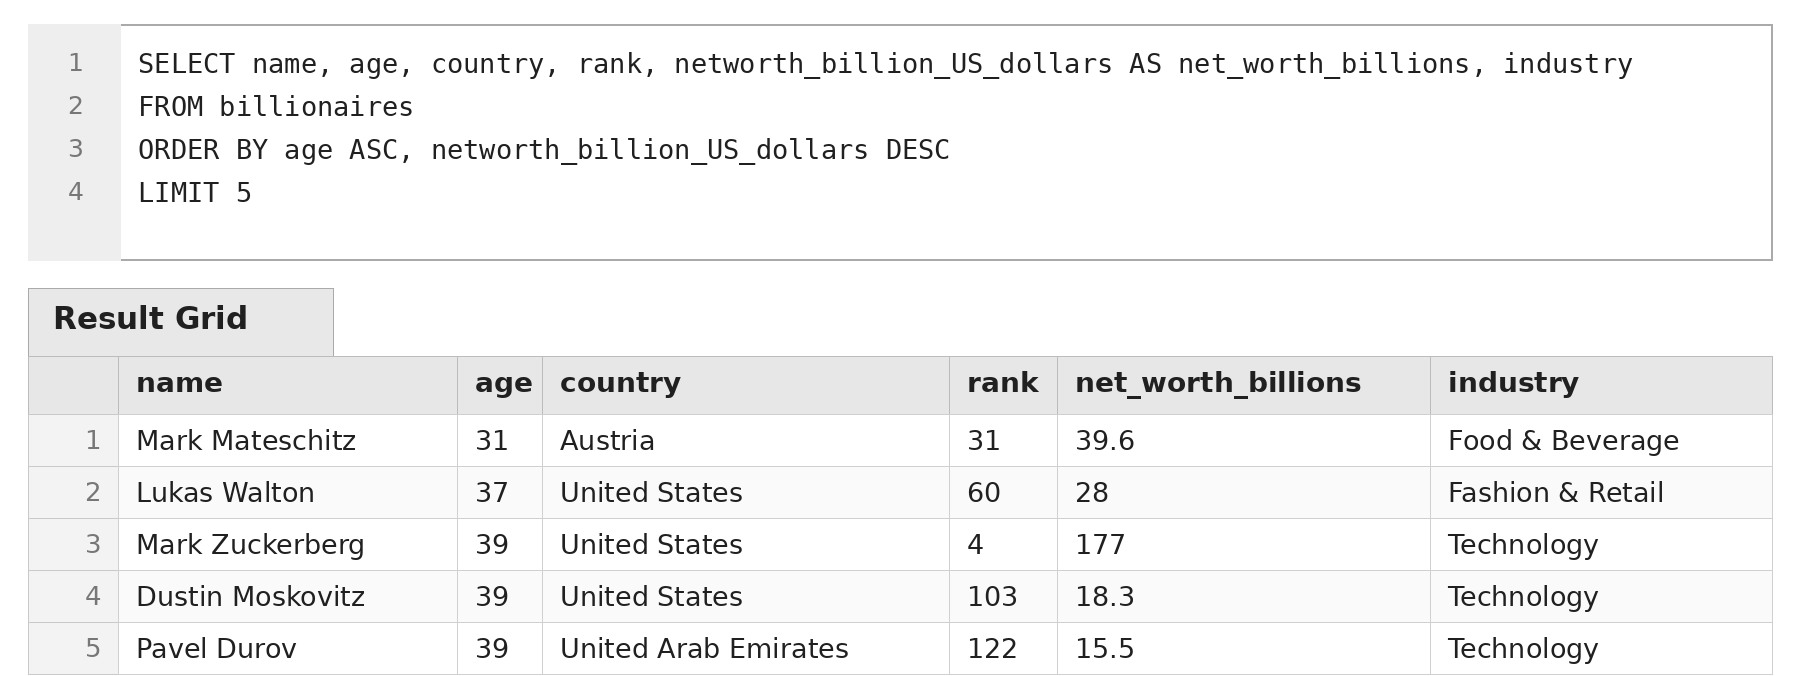 1 SELECT name, age, country, rank, networth_billion_US_dollars AS net_worth_billions, industry
2 FROM billionaires
3 ORDER BY age ASC, networth_billion_US_dollars DESC
4 LIMIT 5
Result Grid
name age country rank net_worth_billions industry
1 Mark Mateschitz 31 Austria 31 39.6 Food & Beverage
2 Lukas Walton 37 United States 60 28 Fashion & Retail
3 Mark Zuckerberg 39 United States 4 177 Technology
4 Dustin Moskovitz 39 United States 103 18.3 Technology
5 Pavel Durov 39 United Arab Emirates 122 15.5 Technology